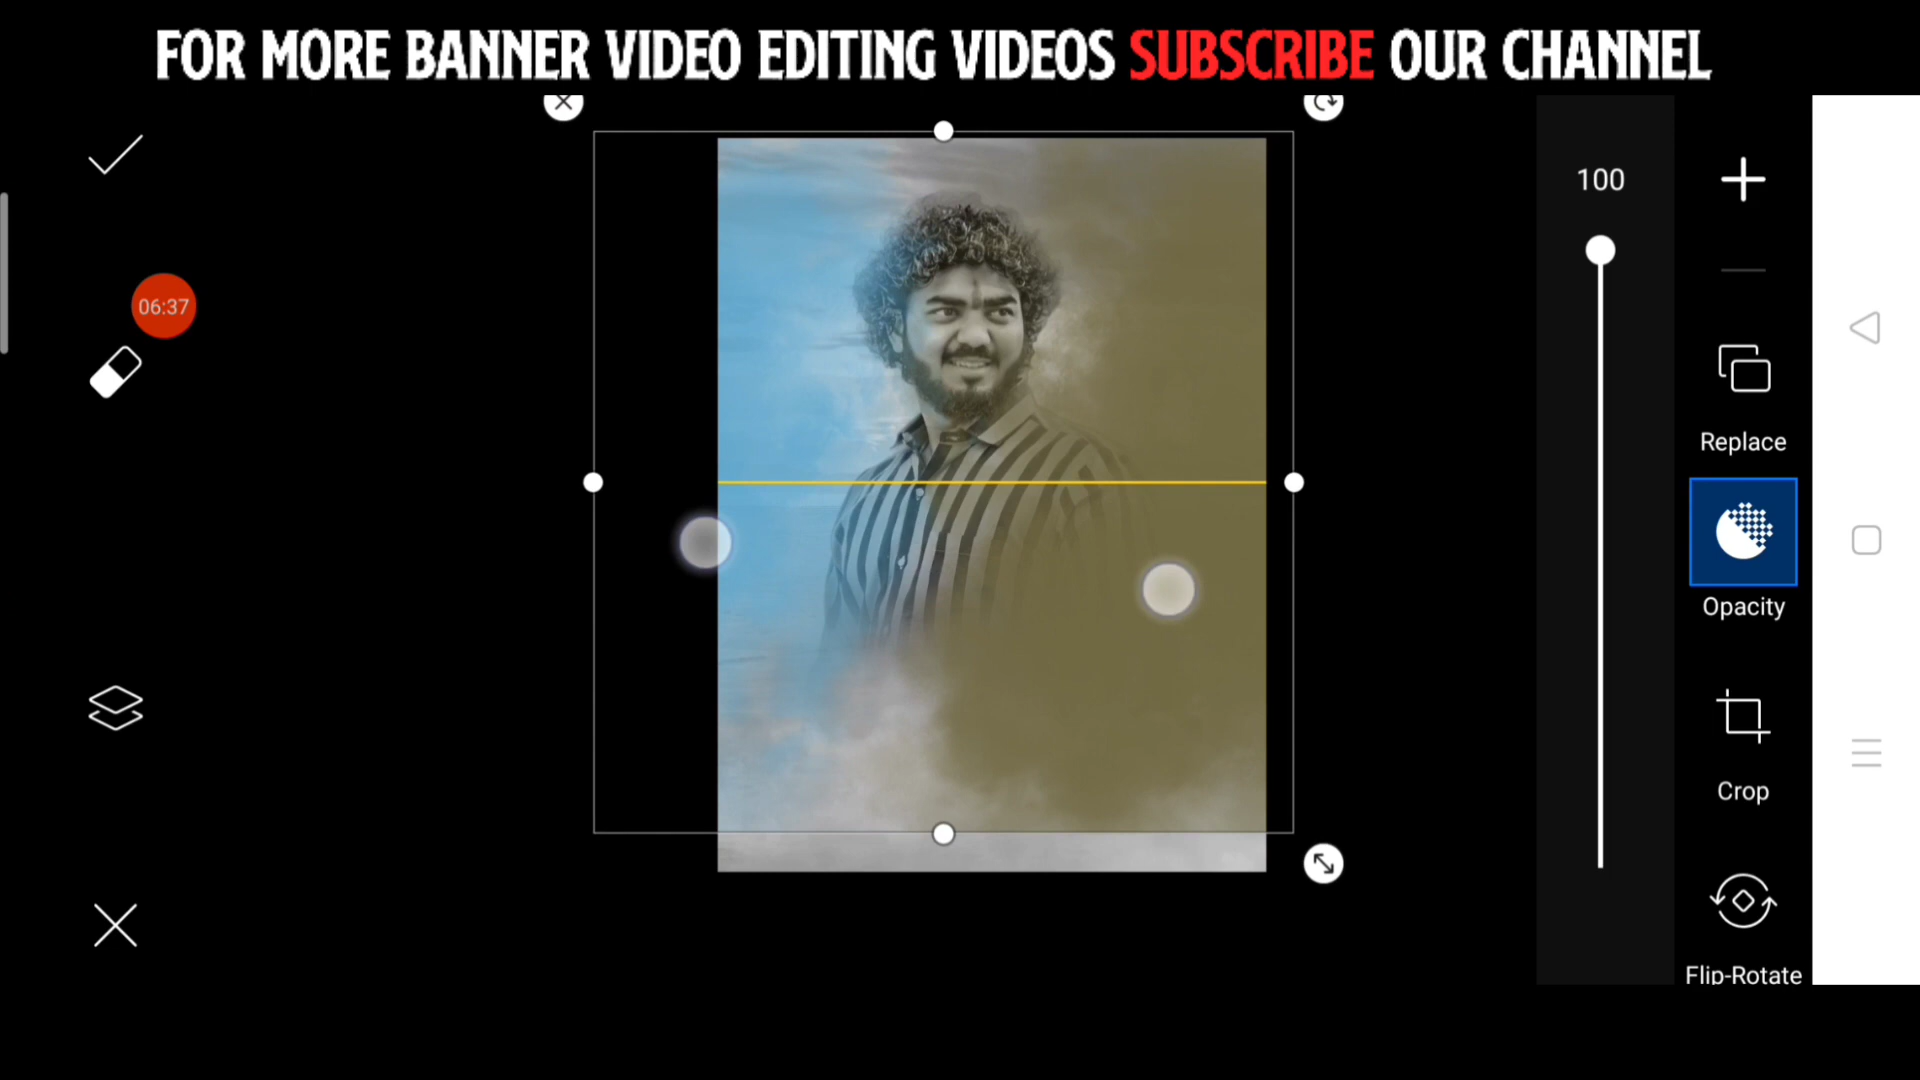 FOR MORE BANNER VIDEO EDITING VIDEOS SUBSCRIBE OUR CHANNEL
100
06:37
Replace
Opacity
Crop
Flip-Rotate